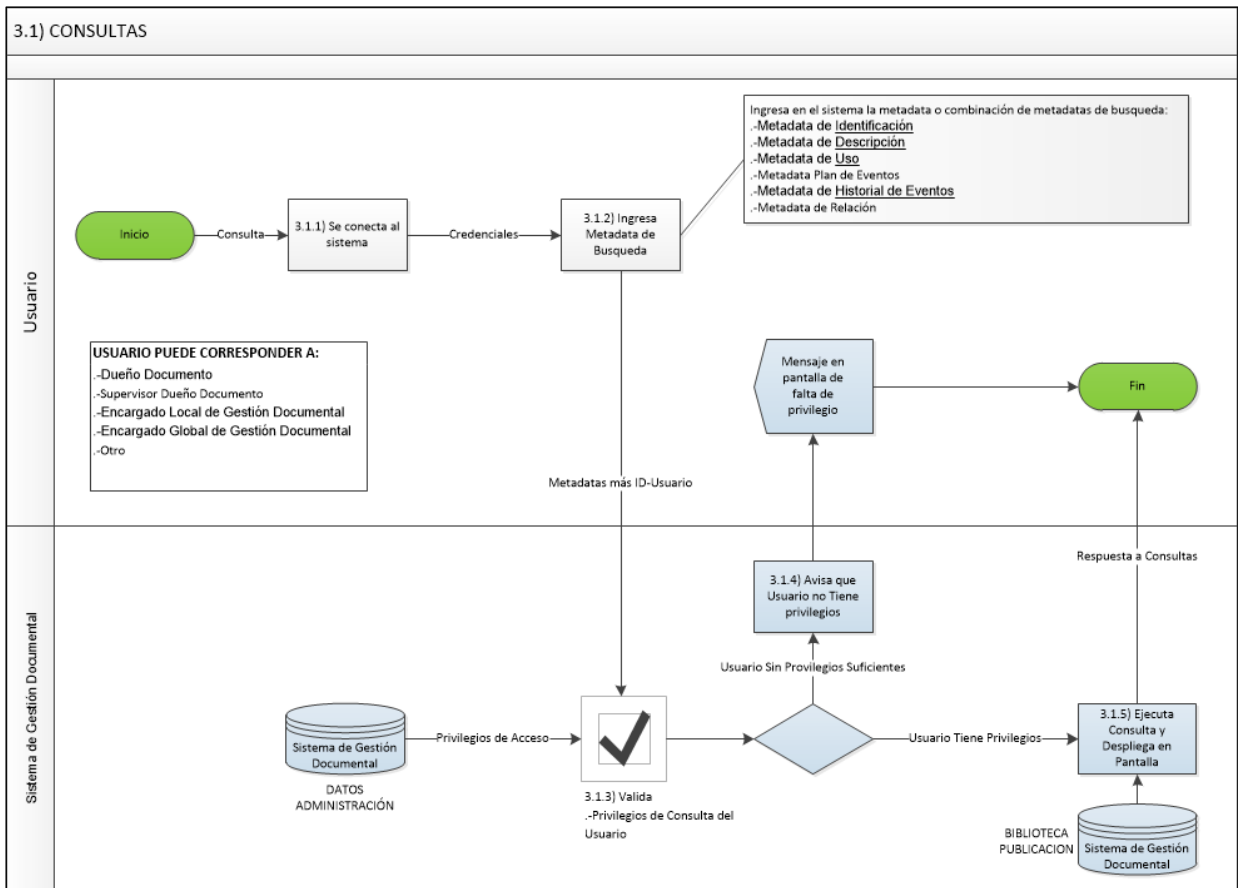 3.1) CONSULTAS
Usuario
Ingresa en el sistema la metadata o combinación de metadatas de busqueda:
.-Metadata de Identificación
.-Metadata de Descripción
.-Metadata de Uso
.-Metadata Plan de Eventos
.-Metadata de Historial de Eventos
.-Metadata de Relación
Inicio
Consulta
3.1.1) Se conecta al
sistema
Credenciales
3.1.2) Ingresa
Metadata de
Busqueda
USUARIO PUEDE CORRESPONDER A:
.-Dueño Documento
.-Supervisor Dueño Documento
.-Encargado Local de Gestión Documental
.-Encargado Global de Gestión Documental
.-Otro
Mensaje en
pantalla de
falta de
privilegio
Fin
Metadatas más ID-Usuario
Sistema de Gestión Documental
Respuesta a Consultas
3.1.4) Avisa que
Usuario no Tiene
privilegios
Usuario Sin Provilegios Suficientes
Sistema de Gestión
Documental
DATOS
ADMINISTRACIÓN
Privilegios de Acceso
3.1.3) Valida
.-Privilegios de Consulta del
Usuario
Usuario Tiene Privilegios
3.1.5) Ejecuta
Consulta y
Despliega en
Pantalla
BIBLIOTECA
PUBLICACION
Sistema de Gestión
Documental